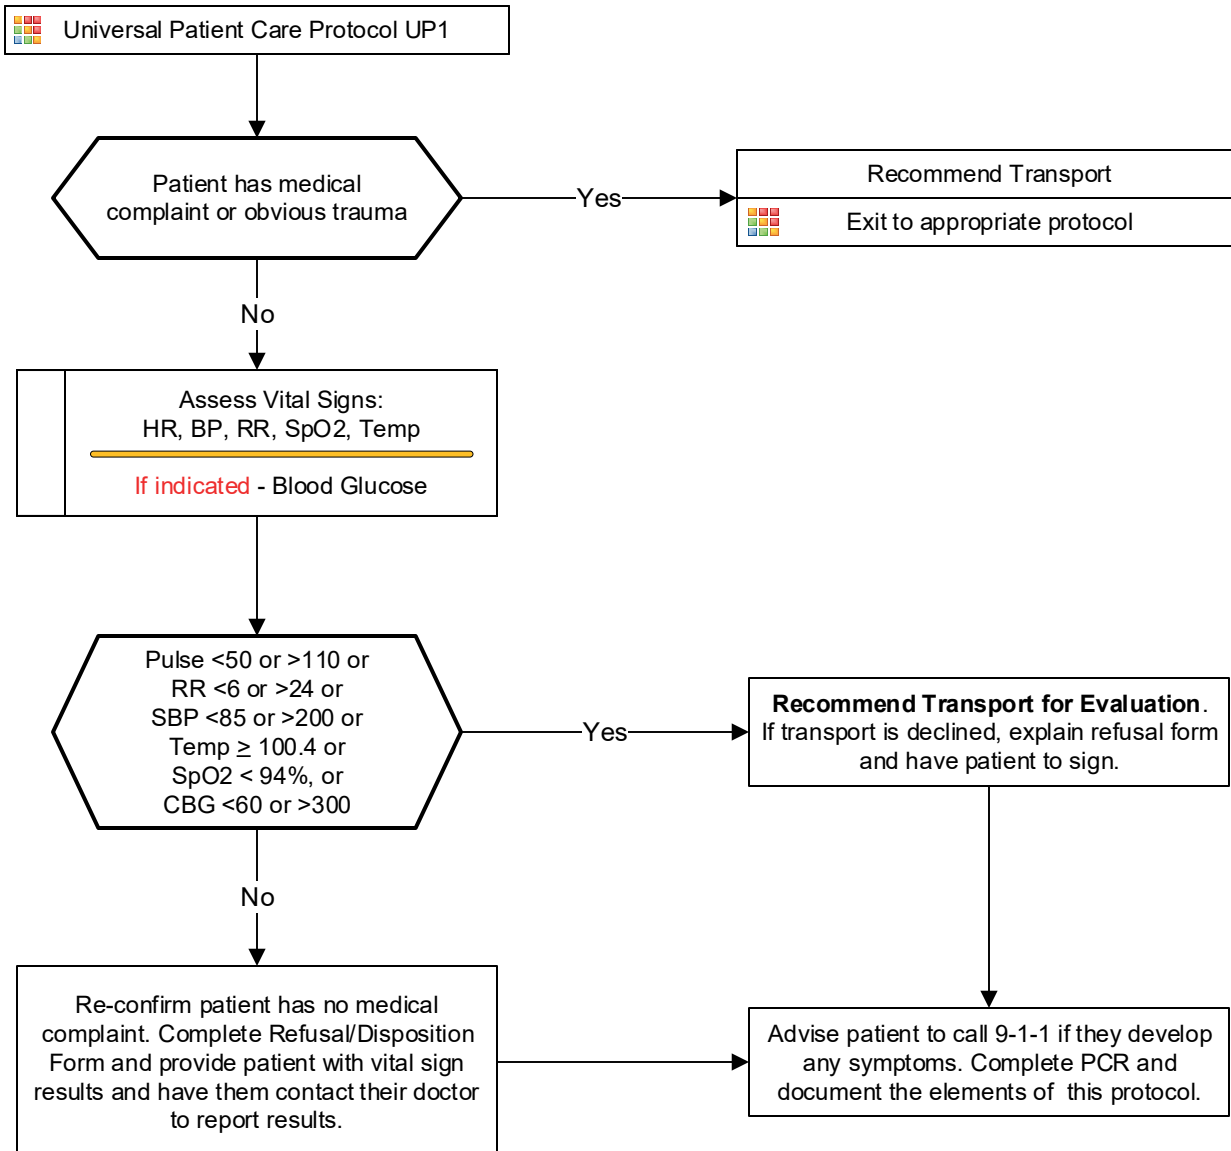 Universal Patient Care Protocol UP1
Patient has medical
complaint or obvious trauma
Yes
Recommend Transport
Exit to appropriate protocol
No
Assess Vital Signs:
HR, BP, RR, SpO2, Temp
If indicated - Blood Glucose
Pulse <50 or >110 or
RR <6 or >24 or
SBP <85 or >200 or
Temp ≥ 100.4 or
SpO2 < 94%, or
CBG <60 or >300
Yes
Recommend Transport for Evaluation.
If transport is declined, explain refusal form
and have patient to sign.
No
Re-confirm patient has no medical
complaint. Complete Refusal/Disposition
Form and provide patient with vital sign
results and have them contact their doctor
to report results.
Advise patient to call 9-1-1 if they develop
any symptoms. Complete PCR and
document the elements of this protocol.